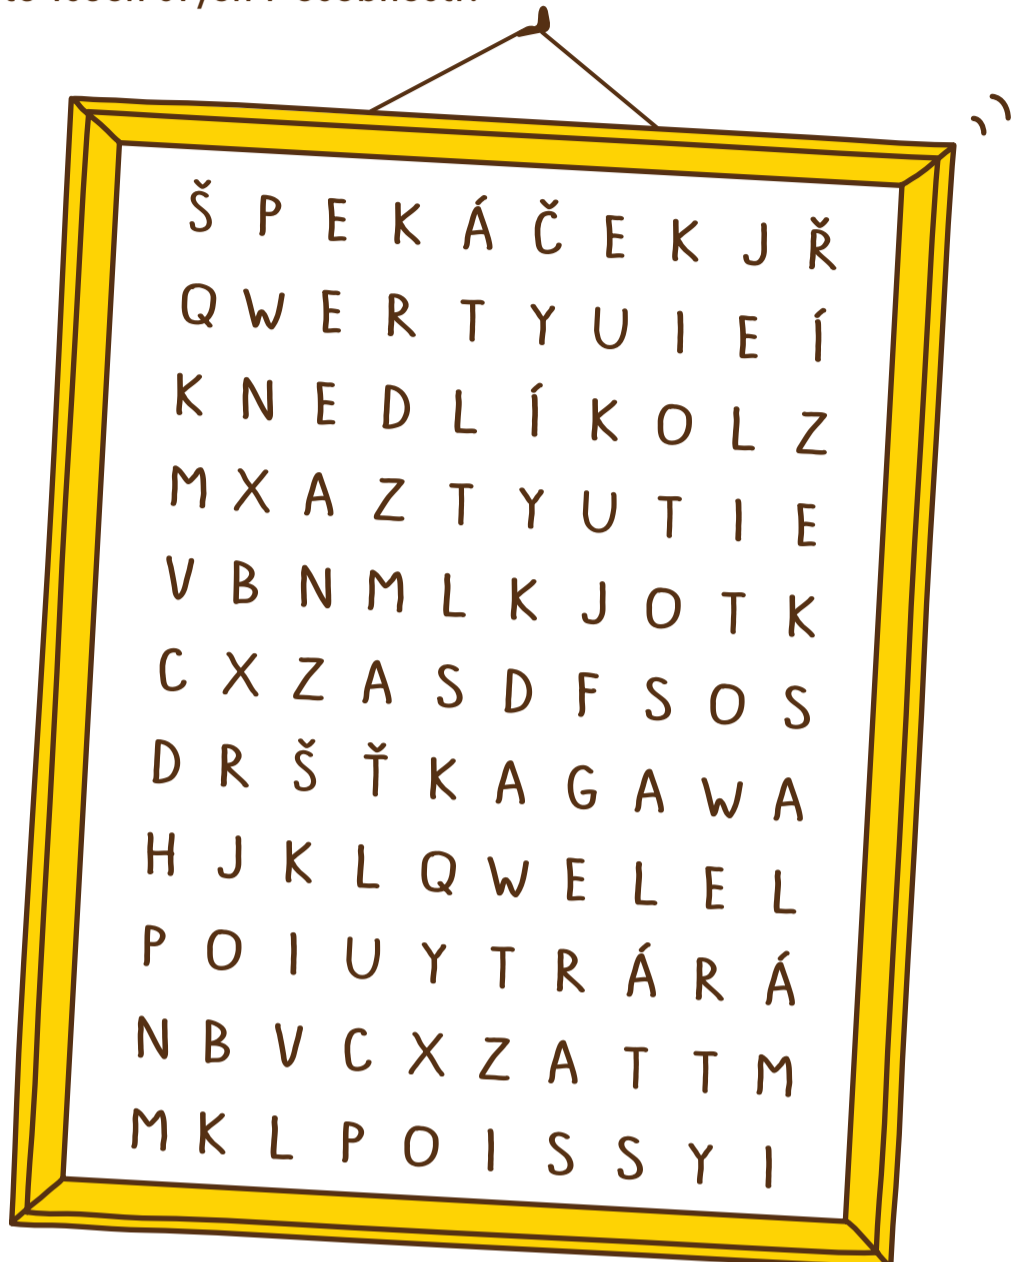 Š P E K Á Č E K J Ř
Q W E R T Y U I E Í
K N E D L Í K O L Z
M X A Z T Y U T I E
V B N M L K J O T K
C X Z A S D F S O S
D R Š Ť K A G A W A
H J K L Q W E L E L
P O I U Y T R Á R Á
N B V C X Z A T T M
M K L P O I S S Y I